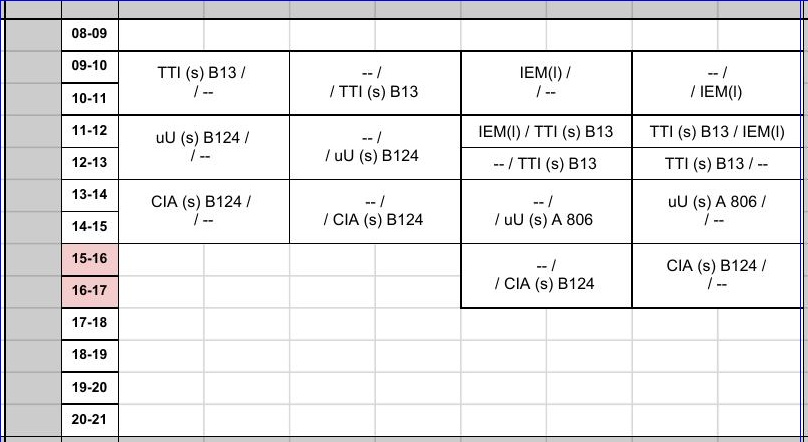 08-09
09-10
TTI (s) B13 /
/ --
-- /
/ TTI (s) B13
IEM(l) /
/ --
-- /
/ IEM(l)
10-11
11-12
uU (s) B124 /
/ --
-- /
/ uU (s) B124
IEM(l) / TTI (s) B13
TTI (s) B13 / IEM(l)
12-13
-- / TTI (s) B13
TTI (s) B13 / --
13-14
CIA (s) B124 /
/ --
-- /
/ CIA (s) B124
-- /
/ uU (s) A 806
uU (s) A 806 /
/ --
14-15
15-16
-- /
/ CIA (s) B124
CIA (s) B124 /
/ --
16-17
17-18
18-19
19-20
20-21